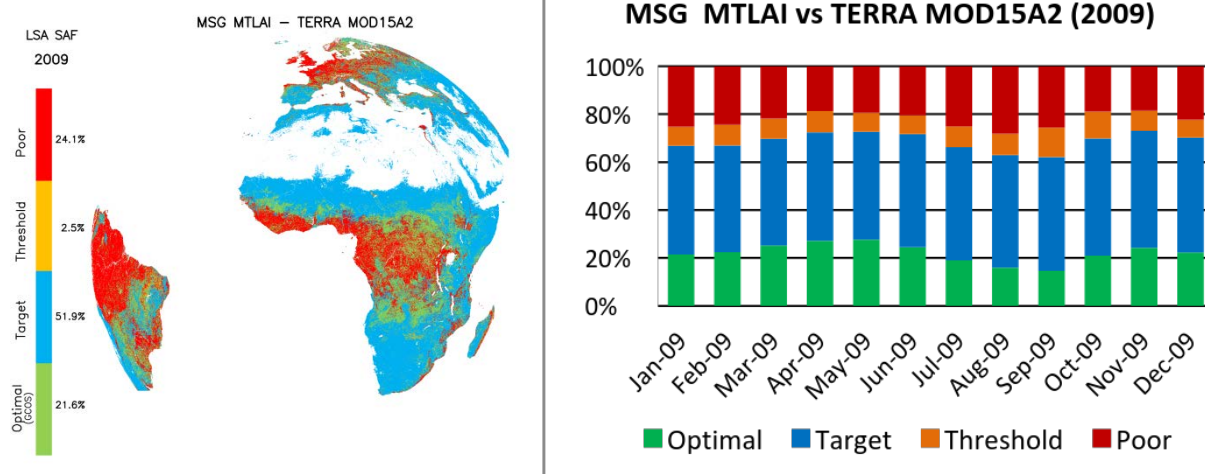 MSG MTLAI – TERRA MOD15A2
LSA SAF
2009
Poor
24.1%
Threshold
2.5%
Target
51.9%
Optimal
(GCOS)
21.6%
MSG MTLAI vs TERRA MOD15A2 (2009)
100%
80%
60%
40%
20%
0%
Jan-09
Feb-09
Mar-09
Apr-09
May-09
Jun-09
Jul-09
Aug-09
Sep-09
Oct-09
Nov-09
Dec-09
Optimal Target Threshold Poor